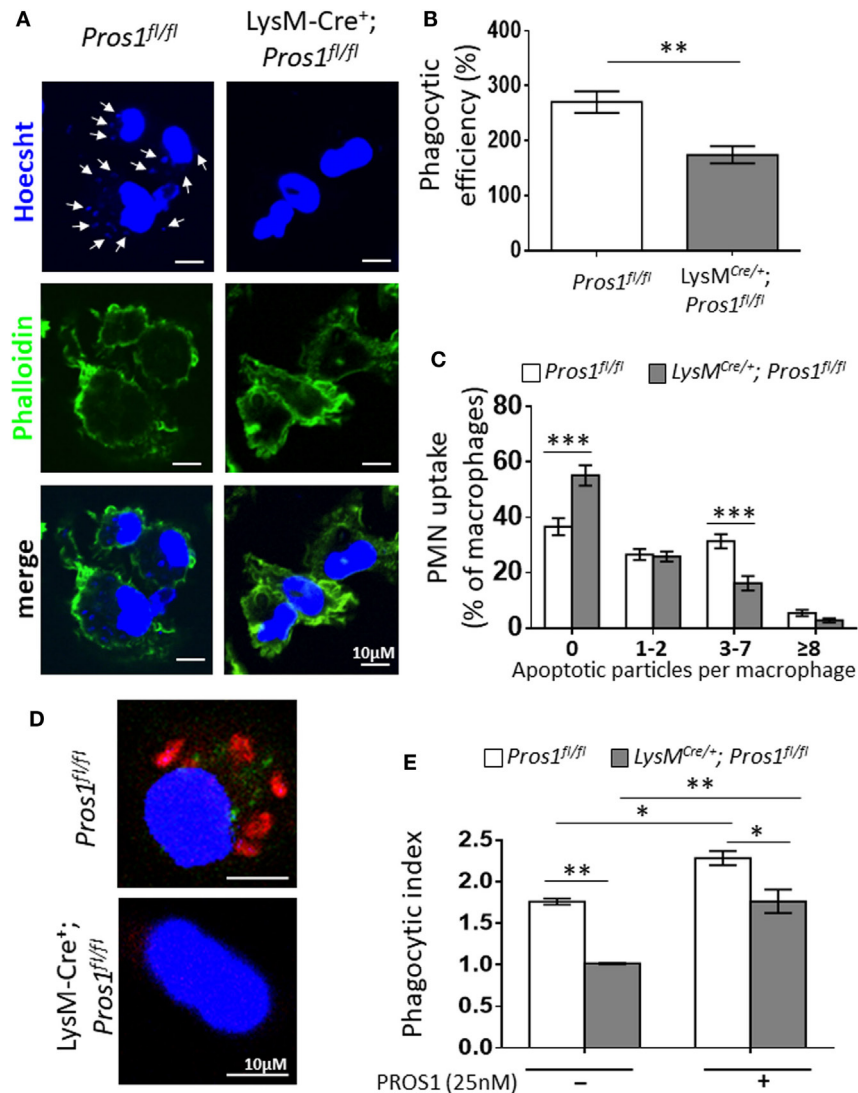 A
Pros1fl/fl
LysM-Cre+;
Pros1fl/fl
Hoecsht
Phalloidin
merge
10µM
B
Phagocytic
efficiency (%)
400
300
200
100
0
**
Pros1fl/fl
LysMCre/+;
Pros1fl/fl
C
Pros1fl/fl
LysMCre/+; Pros1fl/fl
PMN uptake
(% of macrophages)
80
60
40
20
0
***
***
0
1-2
3-7
≥8
Apoptotic particles per macrophage
D
Pros1fl/fl
LysM-Cre+;
Pros1fl/fl
10µM
E
Pros1fl/fl
LysMCre/+; Pros1fl/fl
Phagocytic index
2.5
2.0
1.5
1.0
0.0
**
*
**
*
PROS1 (25nM)
–
+